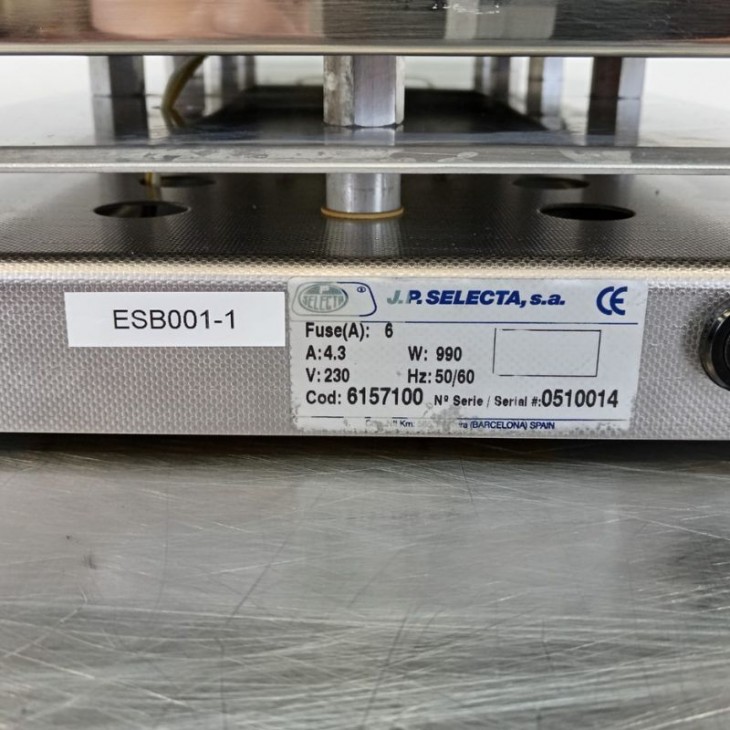 ESB001-1
SELECTA
®
J.P. SELECTA, s.a.
CE
Fuse(A): 6
A: 4.3 W: 990
V: 230 Hz: 50/60
Cod: 6157100 Nº Serie / Serial #: 0510014
Km. (BARCELONA) SPAIN